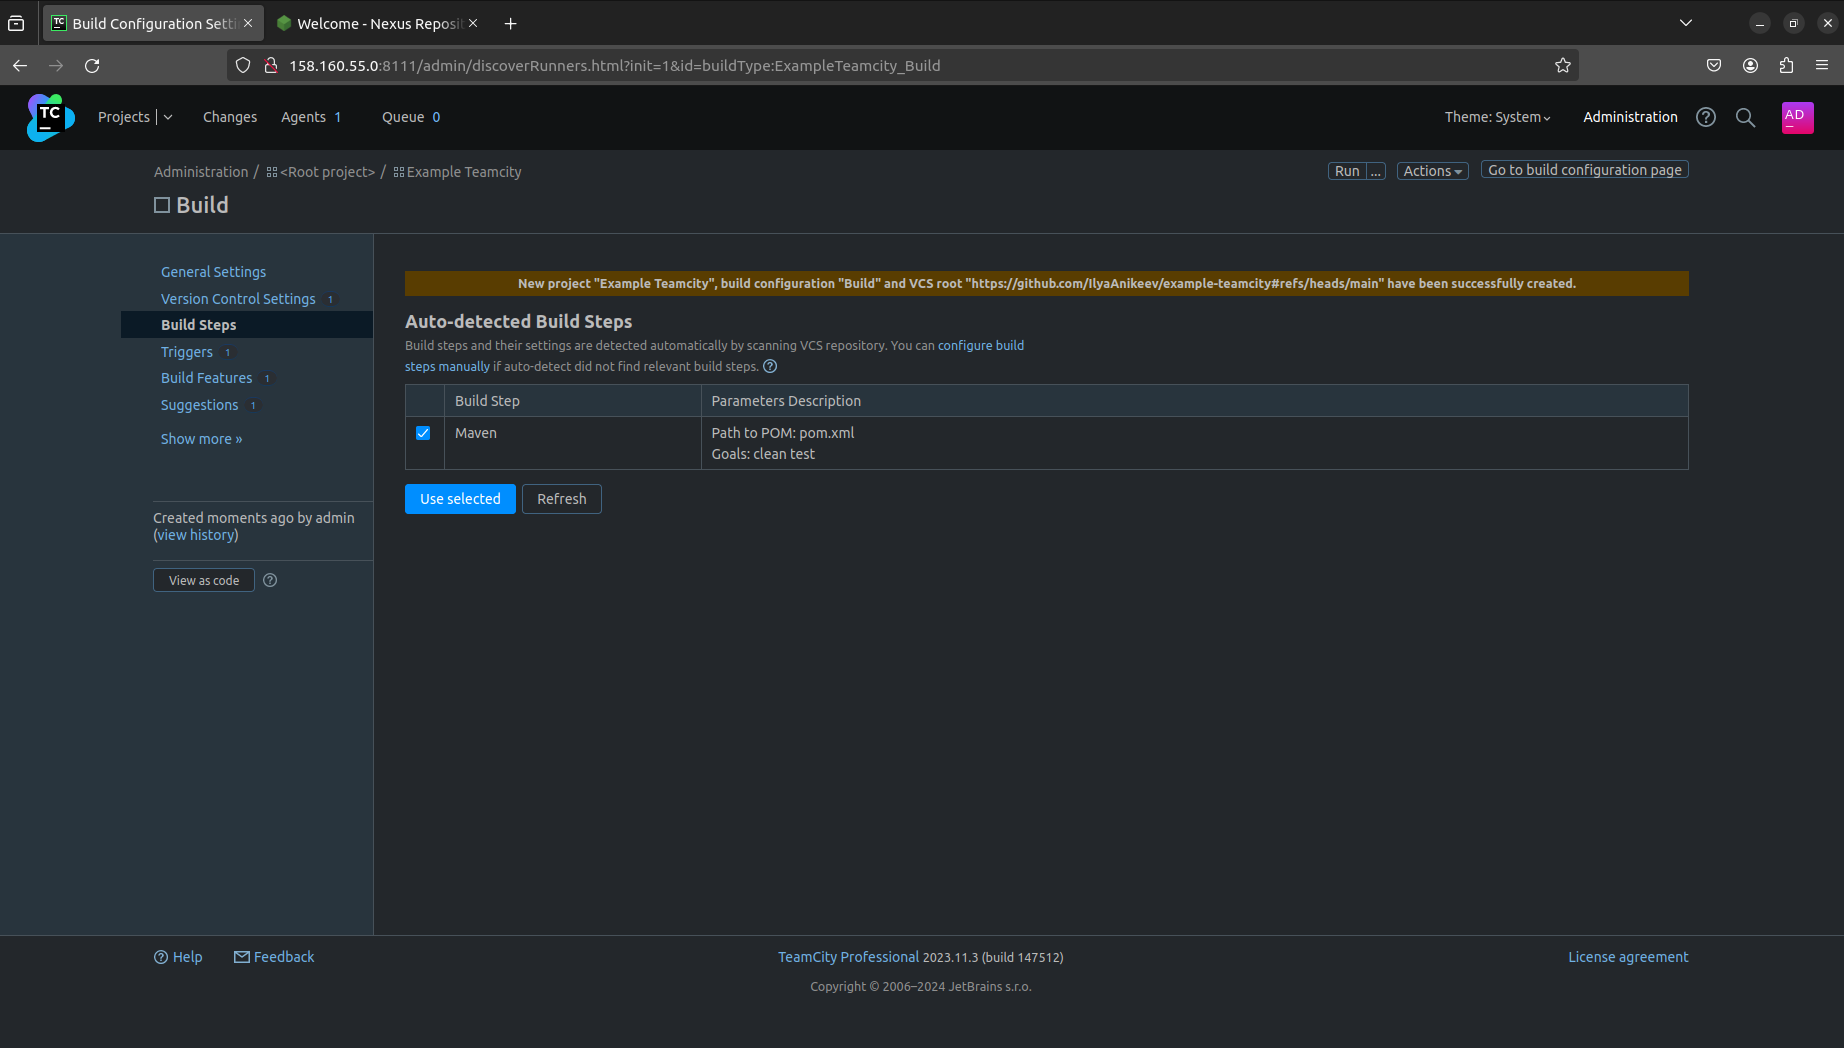 Build Configuration Setti
Welcome - Nexus Reposit
158.160.55.0:8111/admin/discoverRunners.html?init=1&id=buildType:ExampleTeamcity_Build
TC
Projects
Changes
Agents 1
Queue 0
Theme: System
Administration
AD
Administration / <Root project> / Example Teamcity
Run ...
Actions
Go to build configuration page
Build
General Settings
Version Control Settings 1
Build Steps
Triggers 1
Build Features 1
Suggestions 1
Show more »
Created moments ago by admin
(view history)
View as code
New project "Example Teamcity", build configuration "Build" and VCS root "https://github.com/IlyaAnikeev/example-teamcity#refs/heads/main" have been successfully created.
Auto-detected Build Steps
Build steps and their settings are detected automatically by scanning VCS repository. You can configure build
steps manually if auto-detect did not find relevant build steps.
Build Step
Parameters Description
Maven
Path to POM: pom.xml
Goals: clean test
Use selected
Refresh
Help
Feedback
TeamCity Professional 2023.11.3 (build 147512)
License agreement
Copyright © 2006–2024 JetBrains s.r.o.